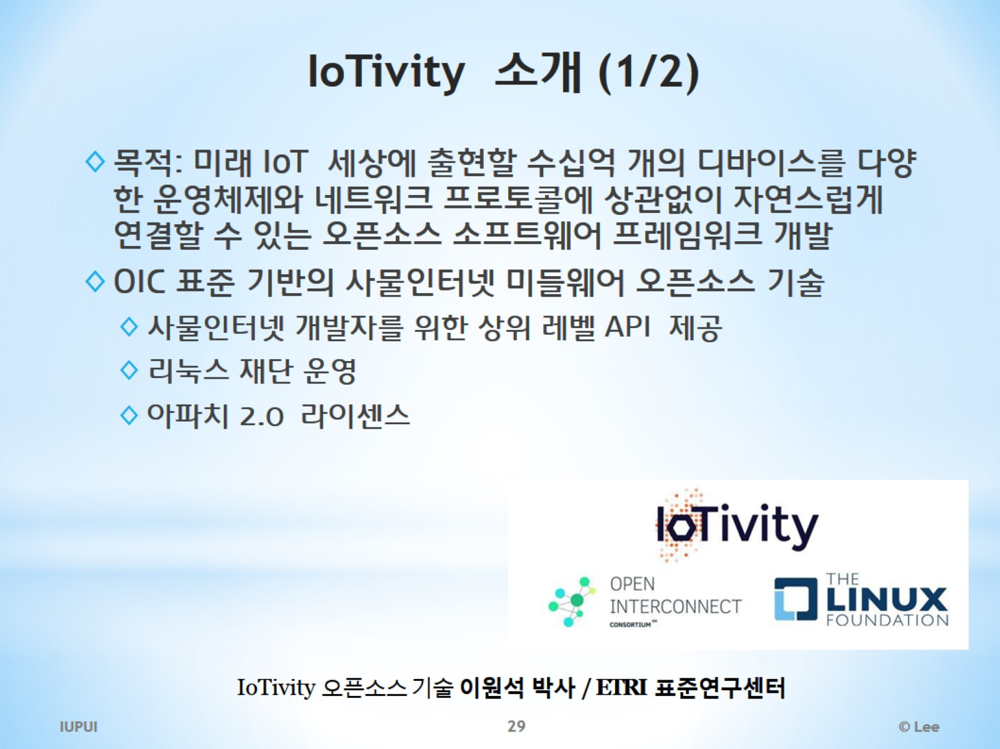 IoTivity 소개 (1/2)
목적: 미래 IoT 세상에 출현할 수십억 개의 디바이스를 다양
한 운영체제와 네트워크 프로토콜에 상관없이 자연스럽게
연결할 수 있는 오픈소스 소프트웨어 프레임워크 개발
OIC 표준 기반의 사물인터넷 미들웨어 오픈소스 기술
사물인터넷 개발자를 위한 상위 레벨 API 제공
리눅스 재단 운영
아파치 2.0 라이센스
IoTivity
OPEN
INTERCONNECT
CONSORTIUM℠
THE
LINUX
FOUNDATION
IoTivity 오픈소스 기술 이원석 박사 / ETRI 표준연구센터
IUPUI 29 © Lee